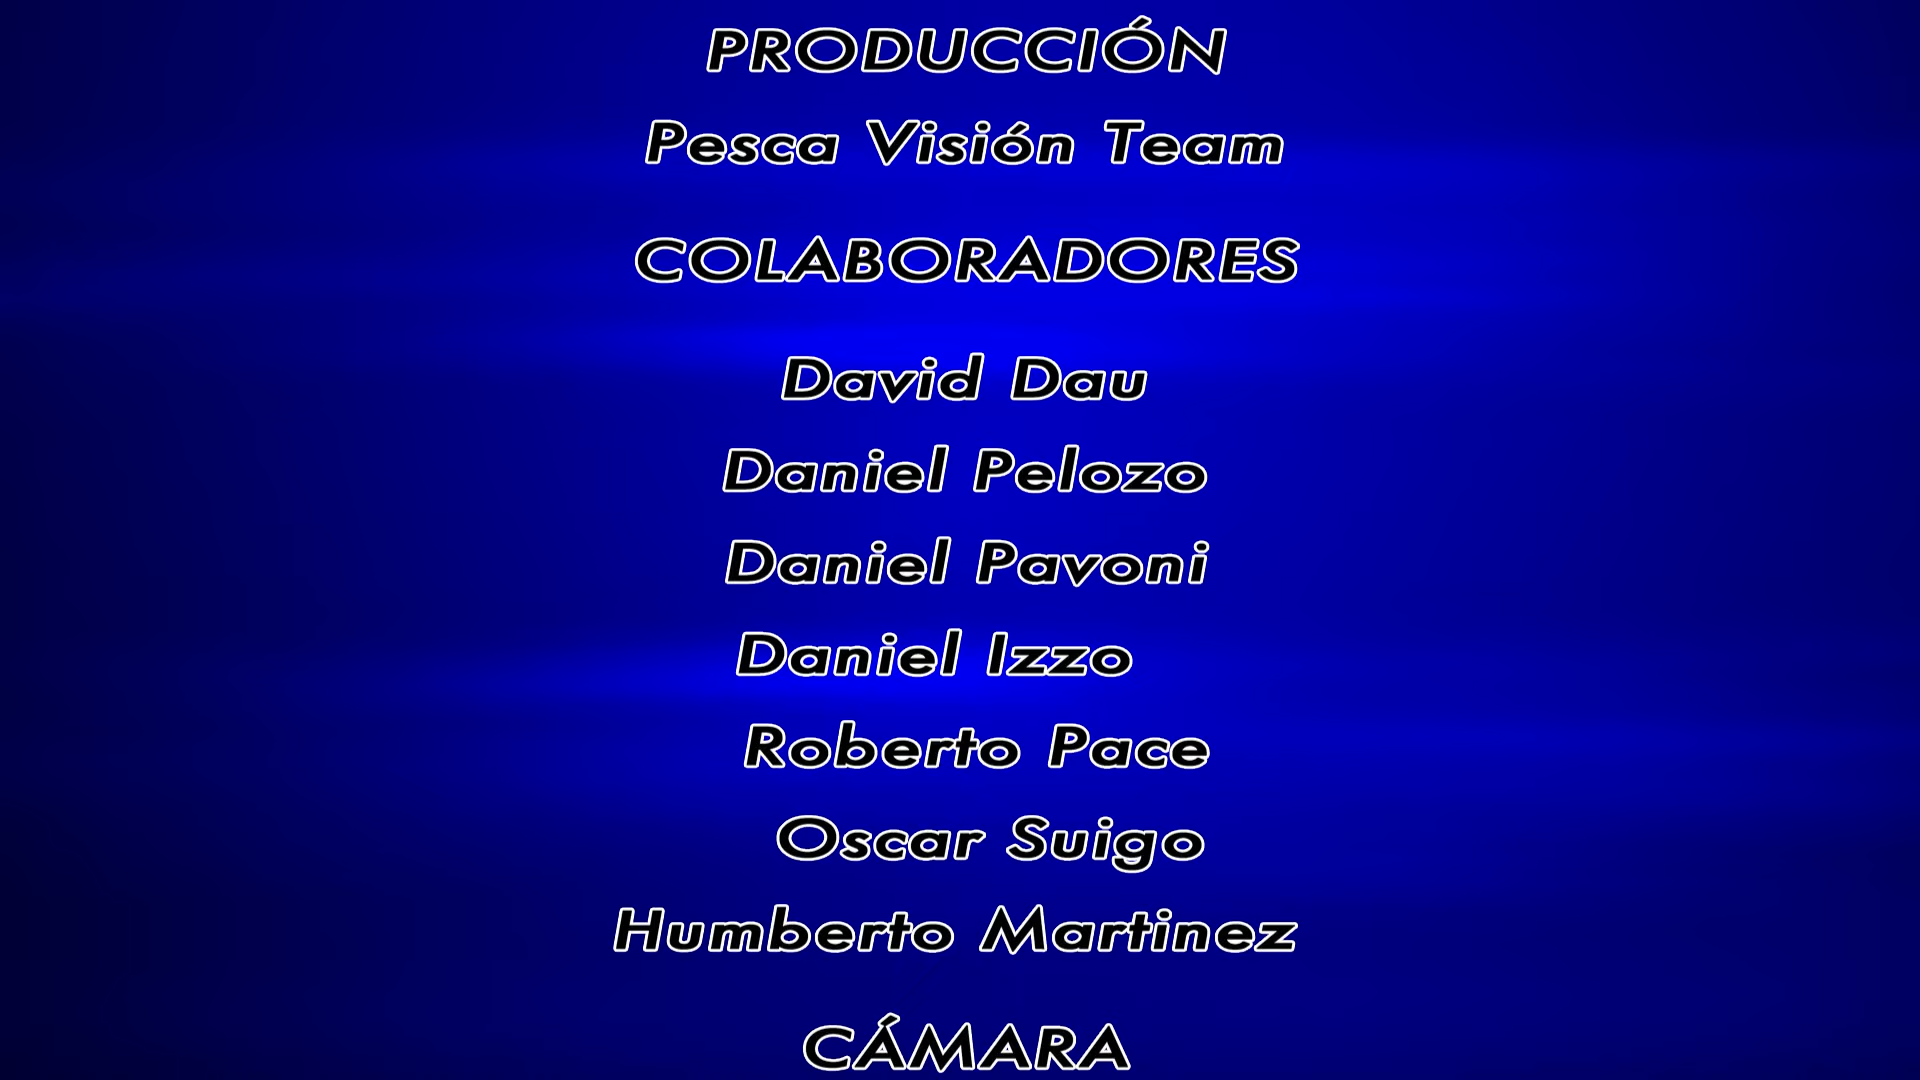 PRODUCCIÓN
Pesca Visión Team
COLABORADORES
David Dau
Daniel Pelozo
Daniel Pavoni
Daniel Izzo
Roberto Pace
Oscar Suigo
Humberto Martinez
CÁMARA